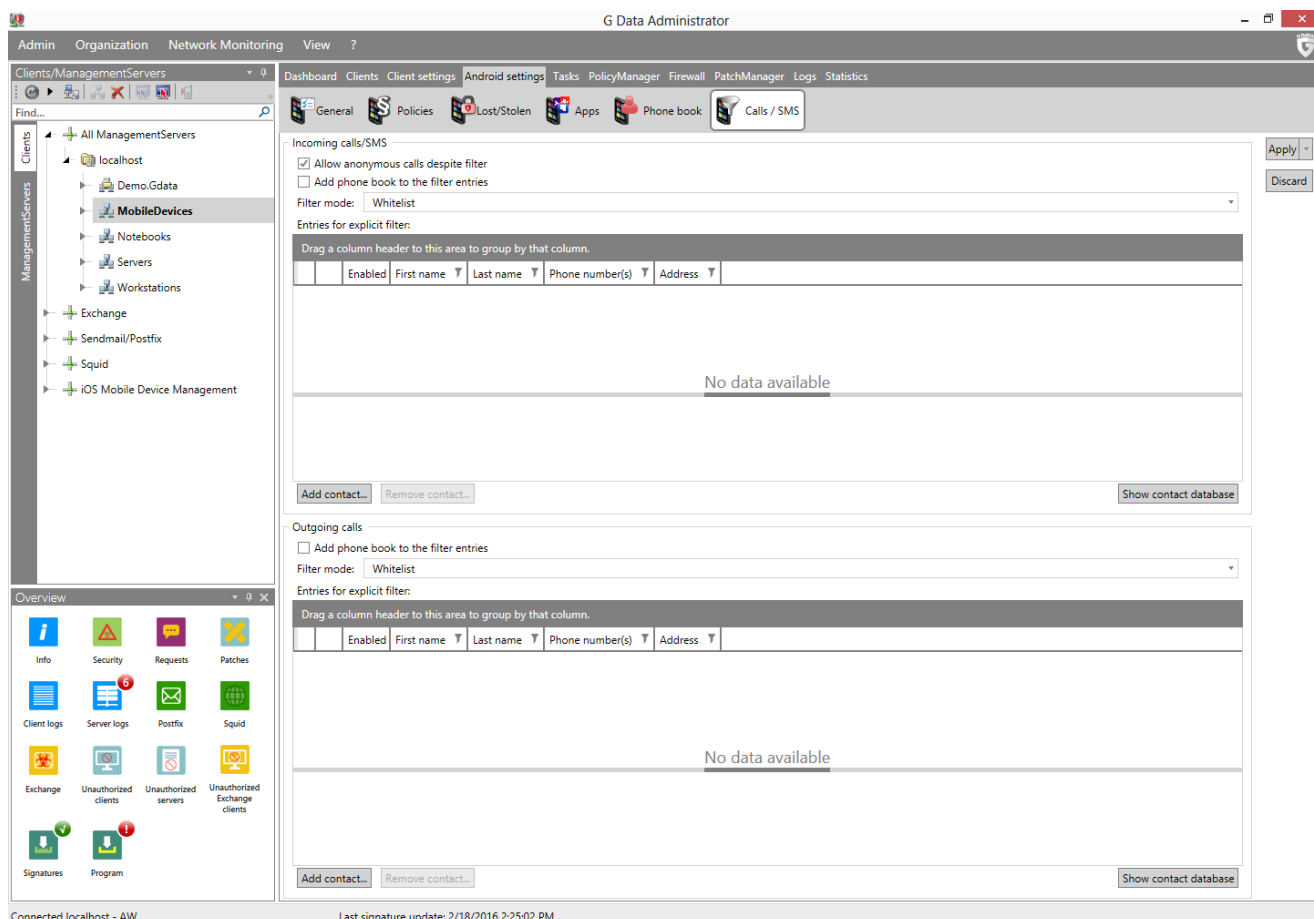 G Data Administrator
Admin Organization Network Monitoring View ?
Clients/ManagementServers
Find...
Clients
ManagementServers
All ManagementServers
localhost
Demo.Gdata
MobileDevices
Notebooks
Servers
Workstations
Exchange
Sendmail/Postfix
Squid
iOS Mobile Device Management
Dashboard Clients Client settings Android settings Tasks PolicyManager Firewall PatchManager Logs Statistics
General Policies Lost/Stolen Apps Phone book Calls / SMS
Incoming calls/SMS
Allow anonymous calls despite filter
Add phone book to the filter entries
Filter mode: Whitelist
Entries for explicit filter:
Drag a column header to this area to group by that column.
Enabled First name Last name Phone number(s) Address
No data available
Add contact... Remove contact... Show contact database
Apply
Discard
Outgoing calls
Add phone book to the filter entries
Filter mode: Whitelist
Entries for explicit filter:
Drag a column header to this area to group by that column.
Enabled First name Last name Phone number(s) Address
No data available
Add contact... Remove contact... Show contact database
Overview
Info Security Requests Patches
6
Client logs Server logs Postfix Squid
Exchange Unauthorized clients Unauthorized servers Unauthorized Exchange clients
Signatures Program
Connected localhost - AW Last signature update: 2/18/2016 2:25:02 PM